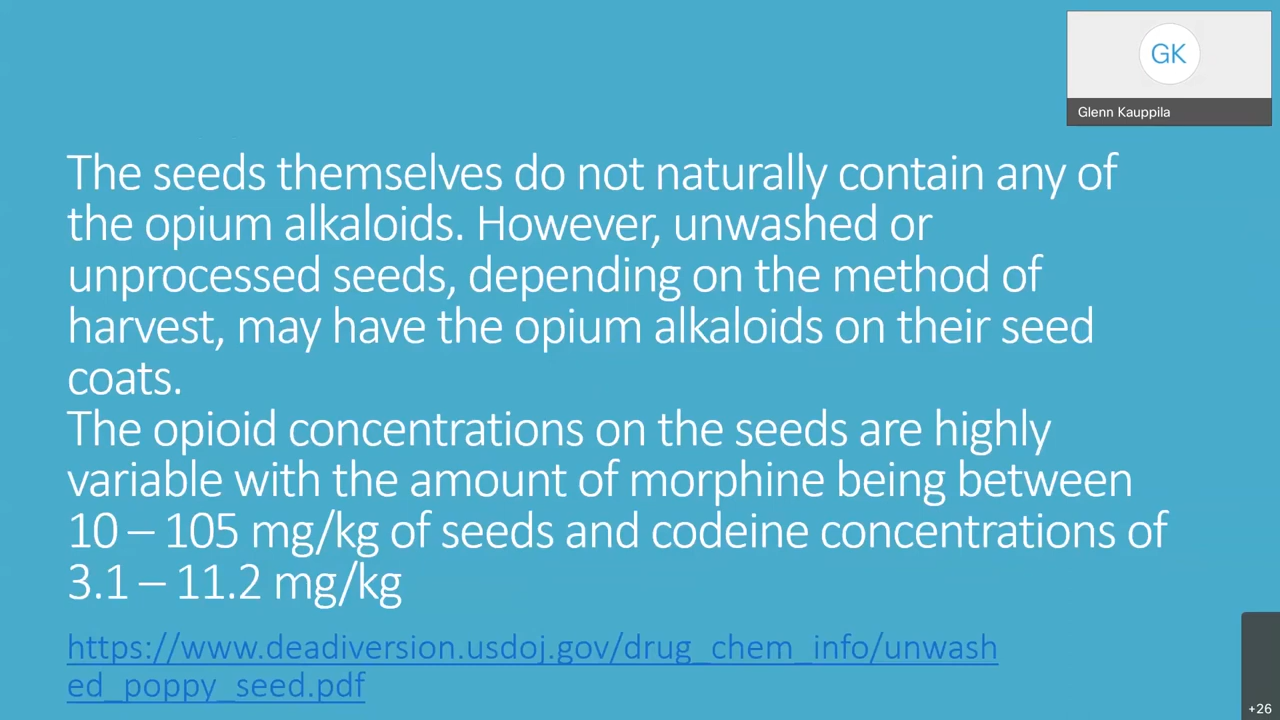 GK
Glenn Kauppila
The seeds themselves do not naturally contain any of
the opium alkaloids. However, unwashed or
unprocessed seeds, depending on the method of
harvest, may have the opium alkaloids on their seed
coats.
The opioid concentrations on the seeds are highly
variable with the amount of morphine being between
10 – 105 mg/kg of seeds and codeine concentrations of
3.1 – 11.2 mg/kg
https://www.deadiversion.usdoj.gov/drug_chem_info/unwash
ed_poppy_seed.pdf
+26